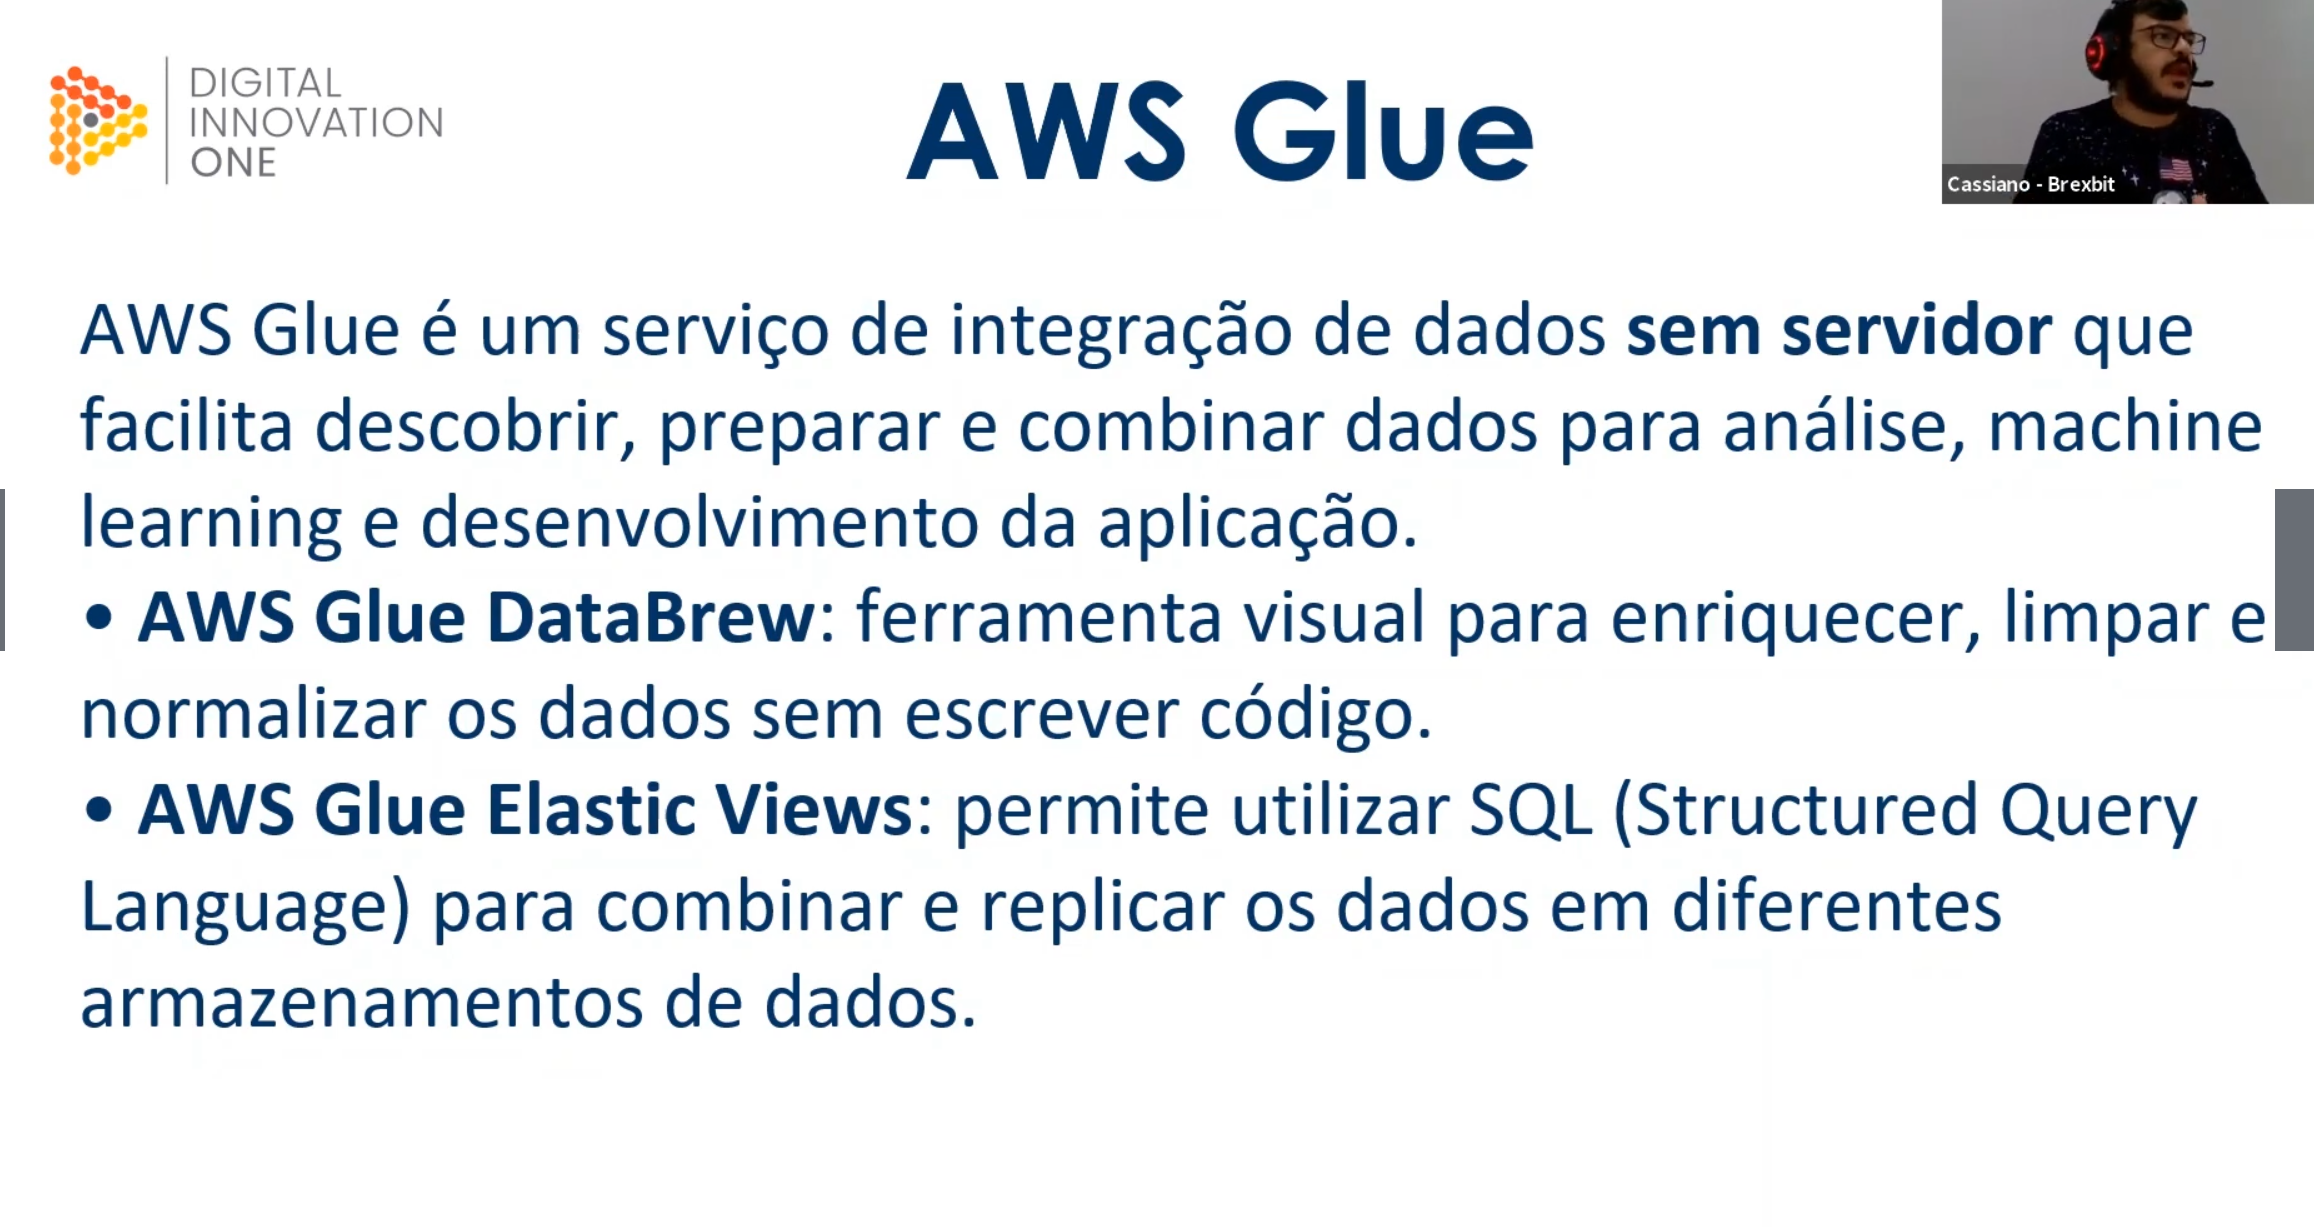 DIGITAL
INNOVATION
ONE
AWS Glue
Cassiano - Brexbit
AWS Glue é um serviço de integração de dados sem servidor que
facilita descobrir, preparar e combinar dados para análise, machine
learning e desenvolvimento da aplicação.
• AWS Glue DataBrew: ferramenta visual para enriquecer, limpar e
normalizar os dados sem escrever código.
• AWS Glue Elastic Views: permite utilizar SQL (Structured Query
Language) para combinar e replicar os dados em diferentes
armazenamentos de dados.